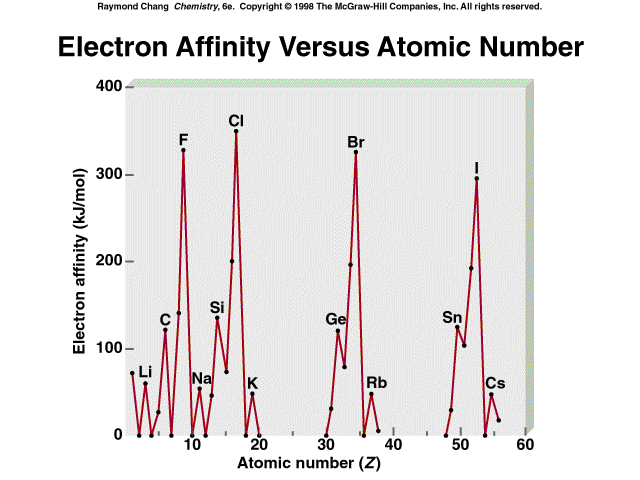 Raymond Chang Chemistry, 6e. Copyright © 1998 The McGraw-Hill Companies, Inc. All rights reserved.
Electron Affinity Versus Atomic Number
400
300
200
100
0
Electron affinity (kJ/mol)
Li
C
F
Na
Si
Cl
K
Ge
Br
Rb
Sn
I
Cs
10
20
30
40
50
60
Atomic number (Z)